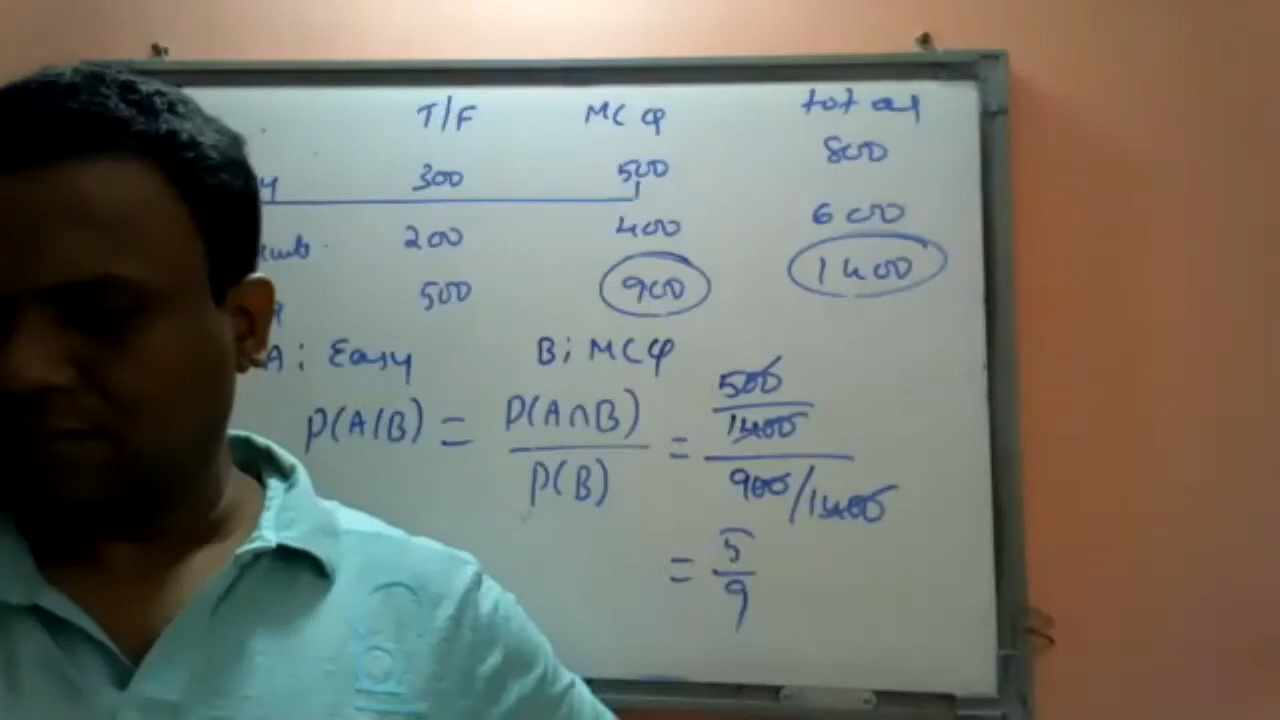 T/F MCQ total
y 300 500 800
200 400 600
500 900 1400
A : Easy B ; MCQ
P(A/B) = P(A∩B) / P(B) = 500/1400 / 900/1400
= 5/9